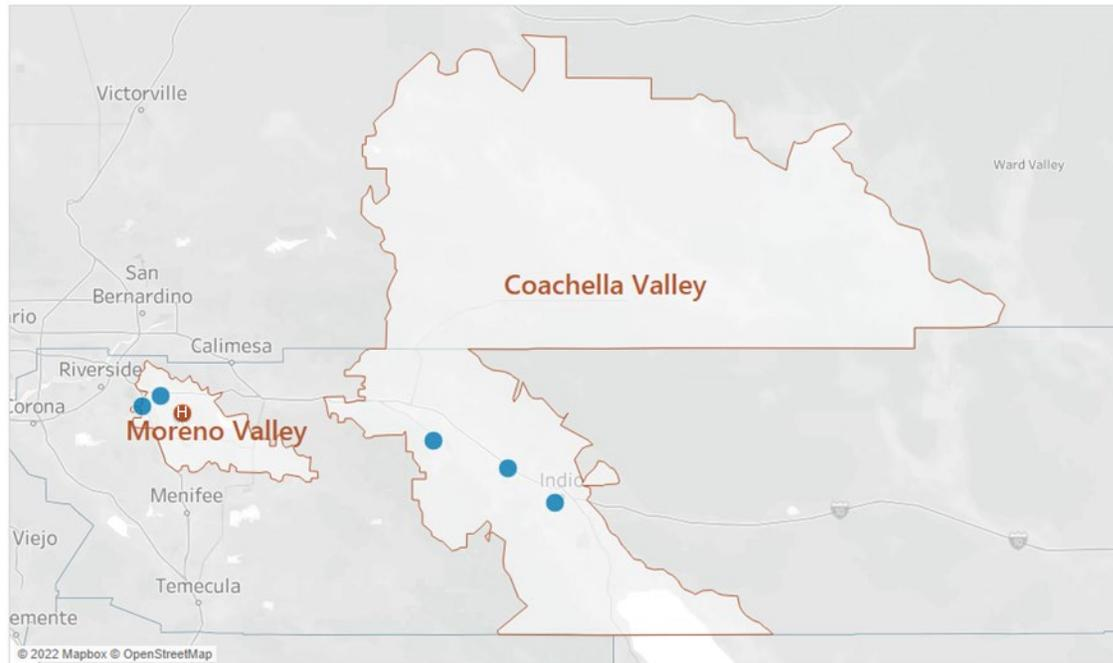 Victorville
Ward Valley
San
Bernardino
Coachella Valley
rio
Calimesa
Riverside
Corona
H
Moreno Valley
Indio
Menifee
10
Viejo
Temecula
emente
© 2022 Mapbox © OpenStreetMap